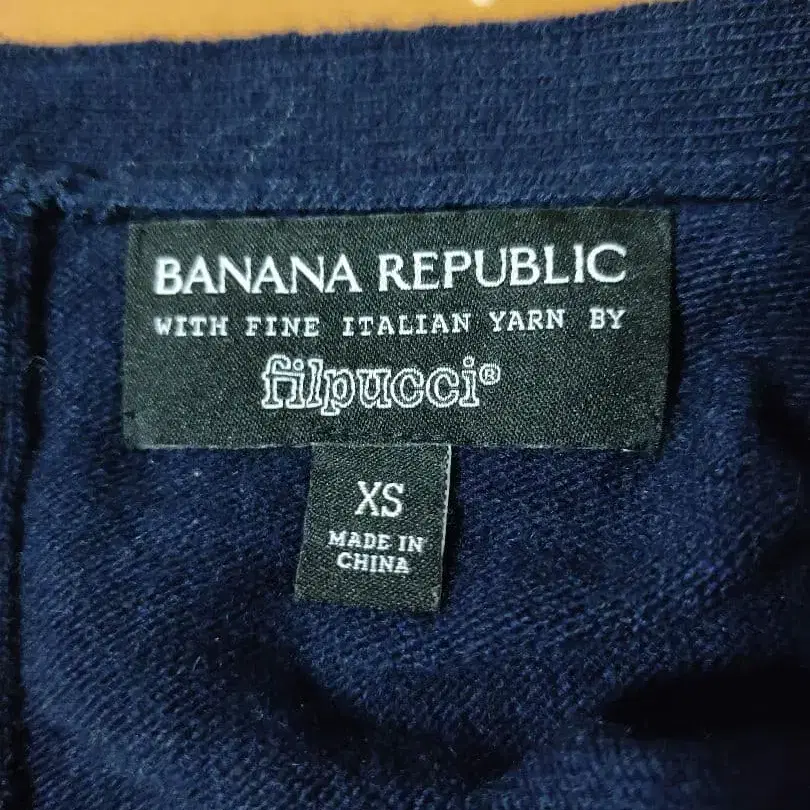 BANANA REPUBLIC
WITH FINE ITALIAN YARN BY
filpucci®
XS
MADE IN
CHINA